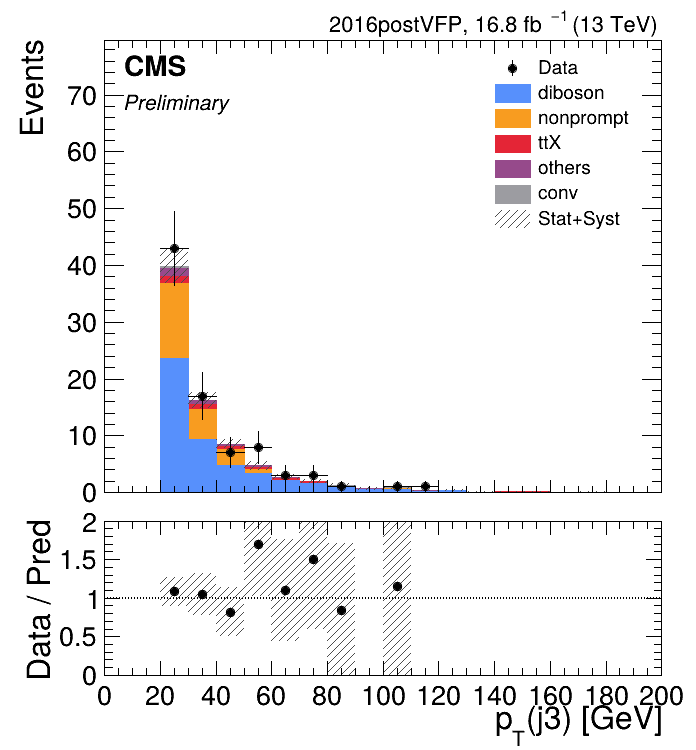 2016postVFP, 16.8 fb⁻¹ (13 TeV)
CMS
Preliminary
Events
70
60
50
40
30
20
10
0
Data
diboson
nonprompt
ttX
others
conv
Stat+Syst
Data / Pred
2
1.5
1
0.5
0
0 20 40 60 80 100 120 140 160 180 200
p_T(j3) [GeV]